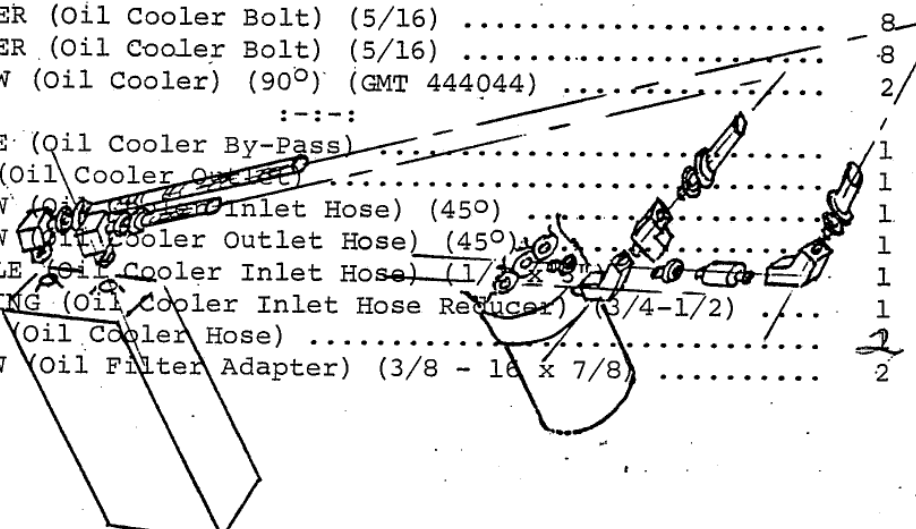 ER (Oil Cooler Bolt) (5/16) .............................. 8
ER (Oil Cooler Bolt) (5/16) .............................. 8
W (Oil Cooler) (90°) (GMT 444044) ..................... 2
:-:-:
E (Oil Cooler By-Pass) .............................. 1
(Oil Cooler Outlet) .............................. 1
W ( Inlet Hose) (45°) .............................. 1
W (Oil Cooler Outlet Hose) (45°) .............................. 1
LE (Oil Cooler Inlet Hose) (1/ x ") 1
NG (Oil Cooler Inlet Hose Reducer) (3/4-1/2) .... 1
(Oil Cooler Hose) .............................. 2
W (Oil Filter Adapter) (3/8 - 16 x 7/8) ........... 2